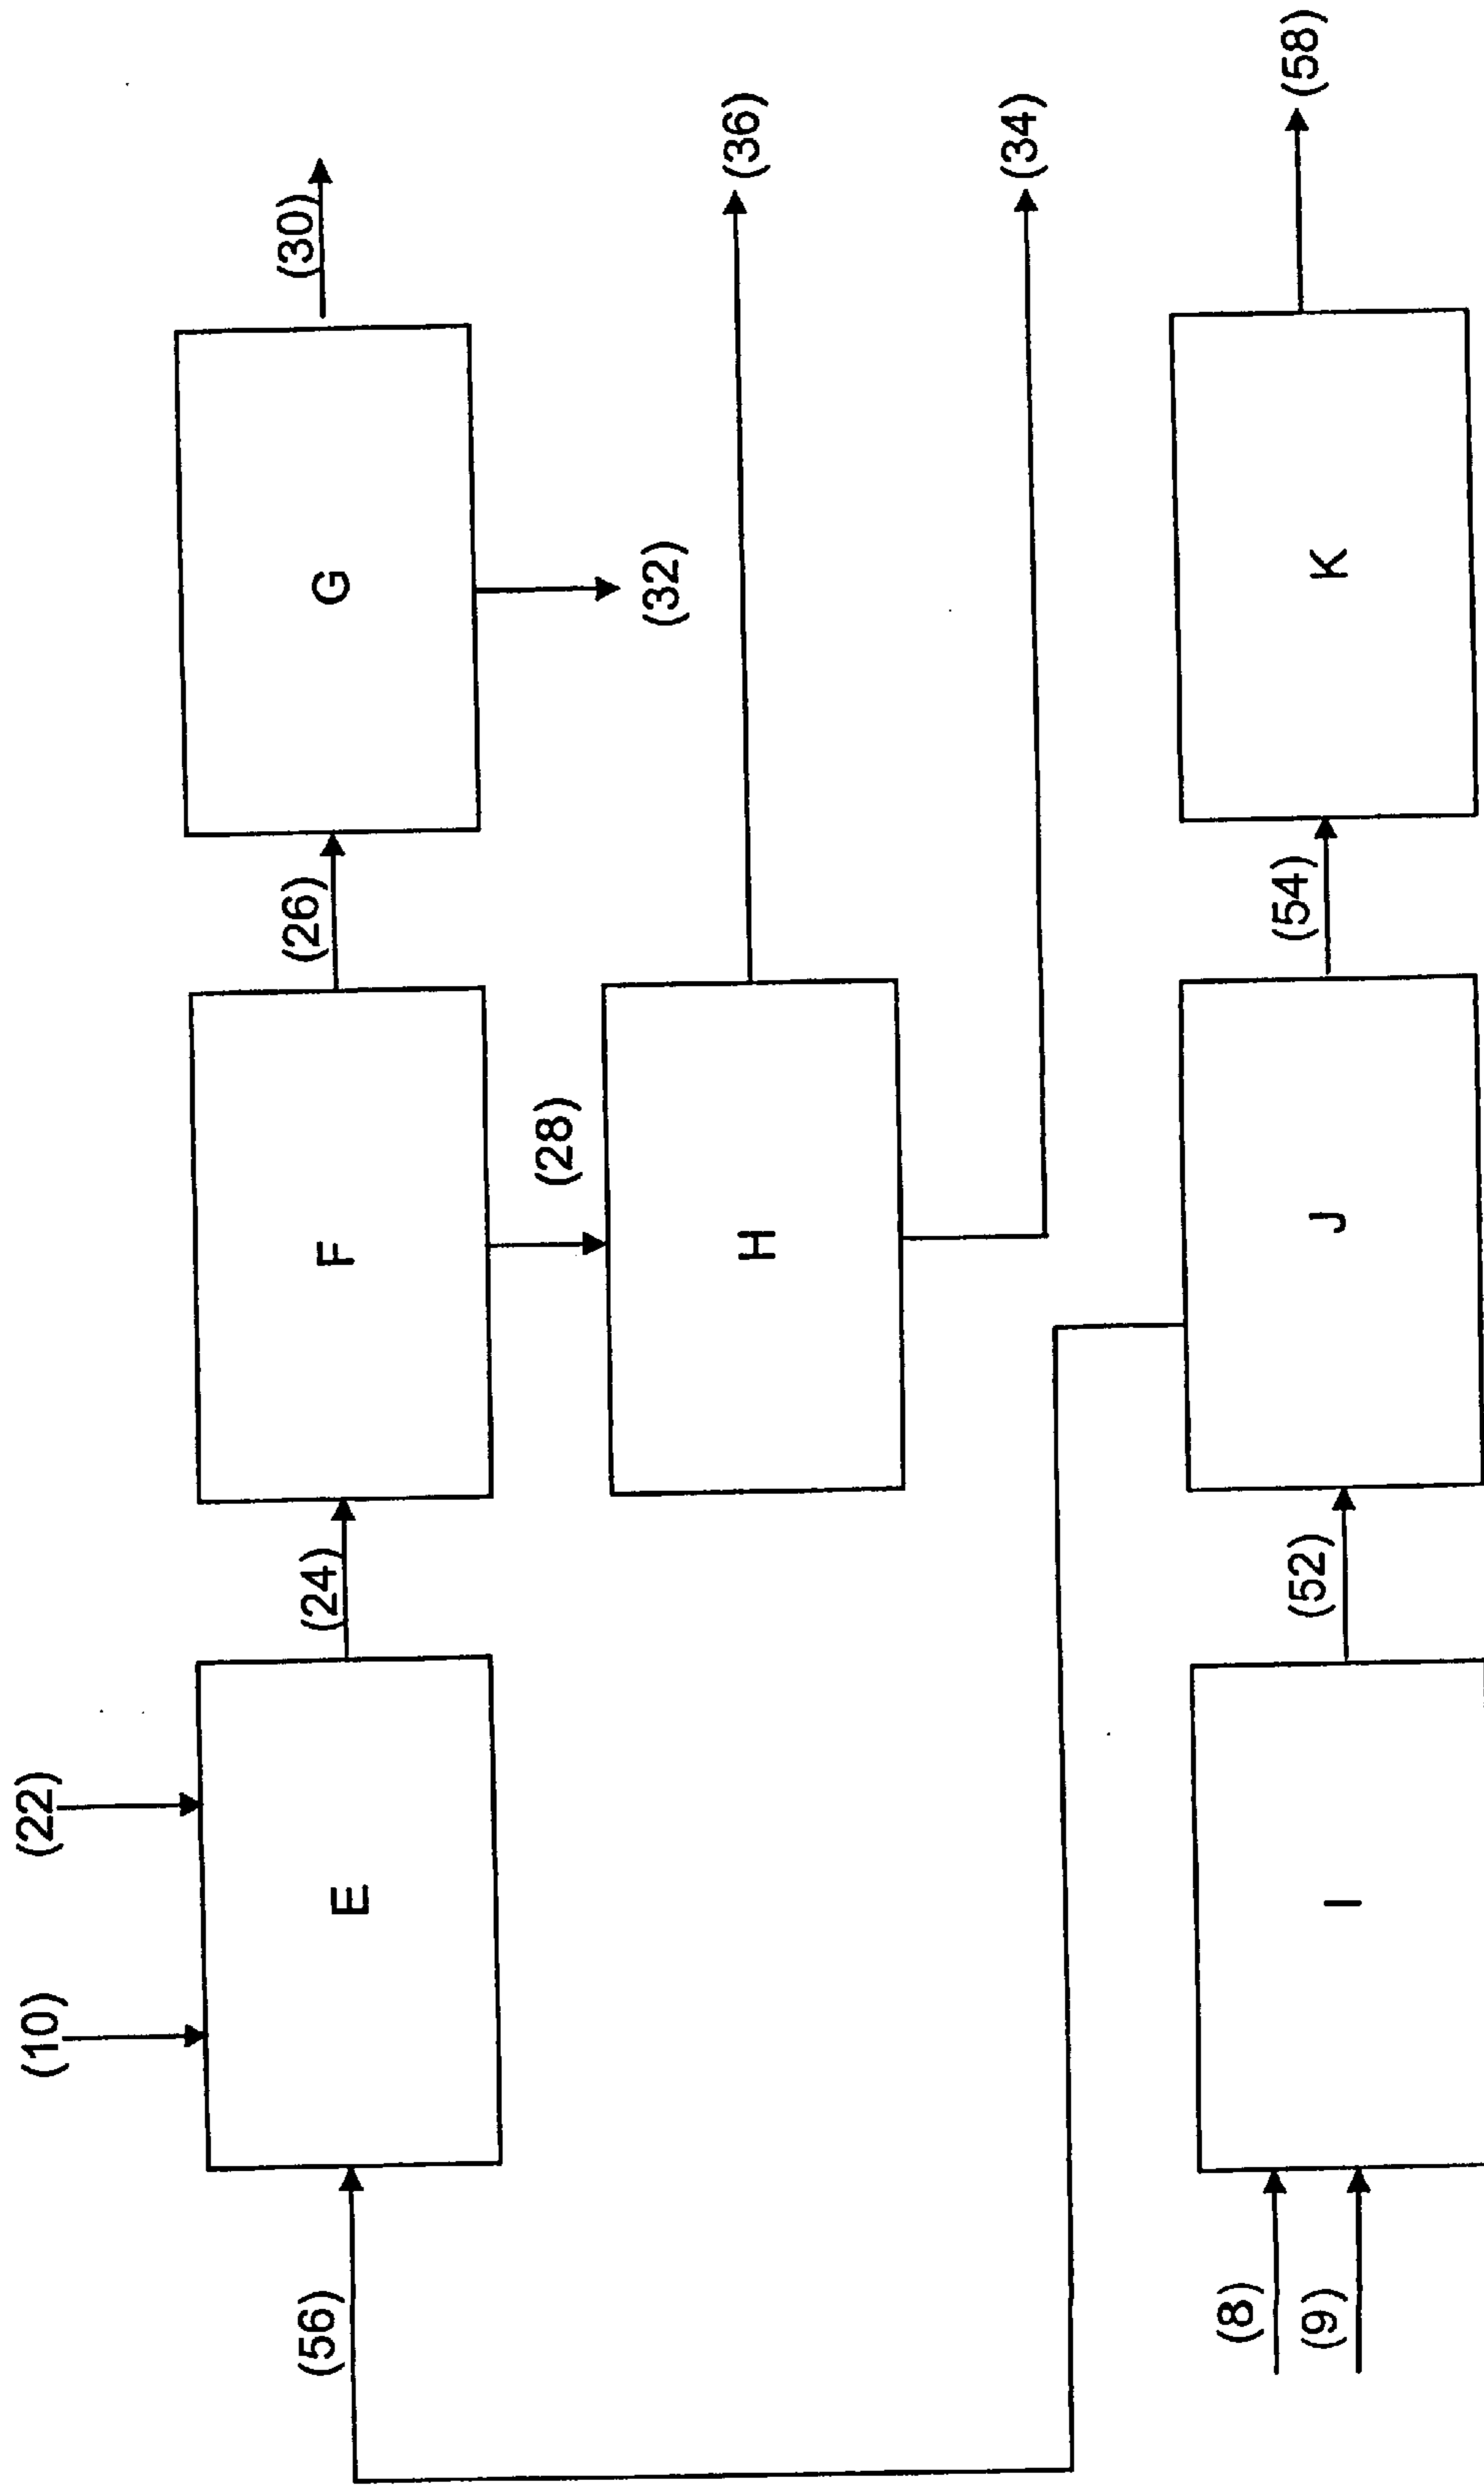 (10)
(22)
(56)
E
(24)
F
(26)
G
(30)
(28)
(32)
H
(36)
(34)
(8)
(9)
I
(52)
J
(54)
K
(58)